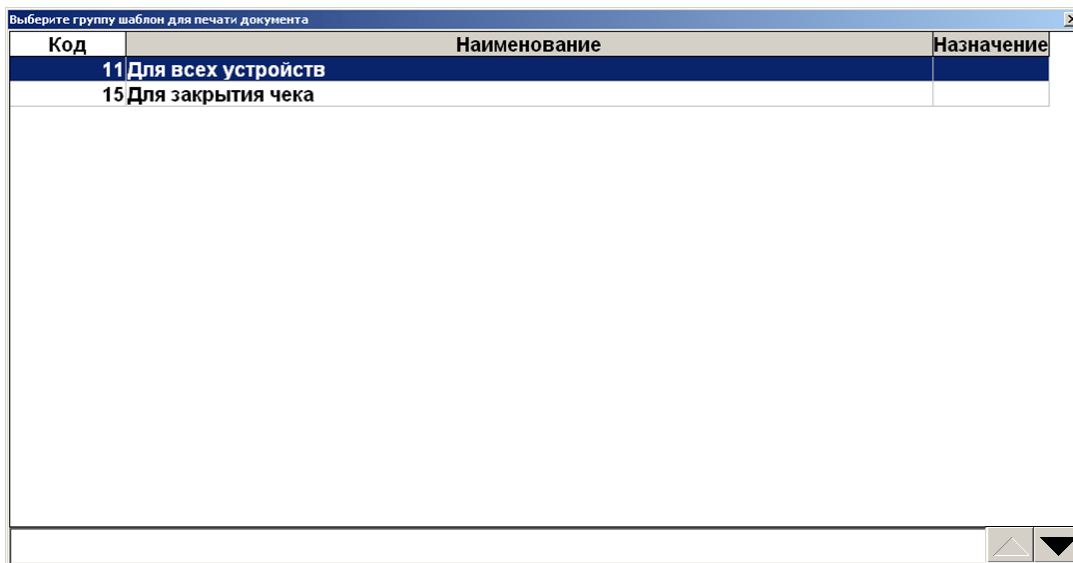 Выберите группу шаблон для печати документа
Код Наименование Назначение
11 Для всех устройств
15 Для закрытия чека